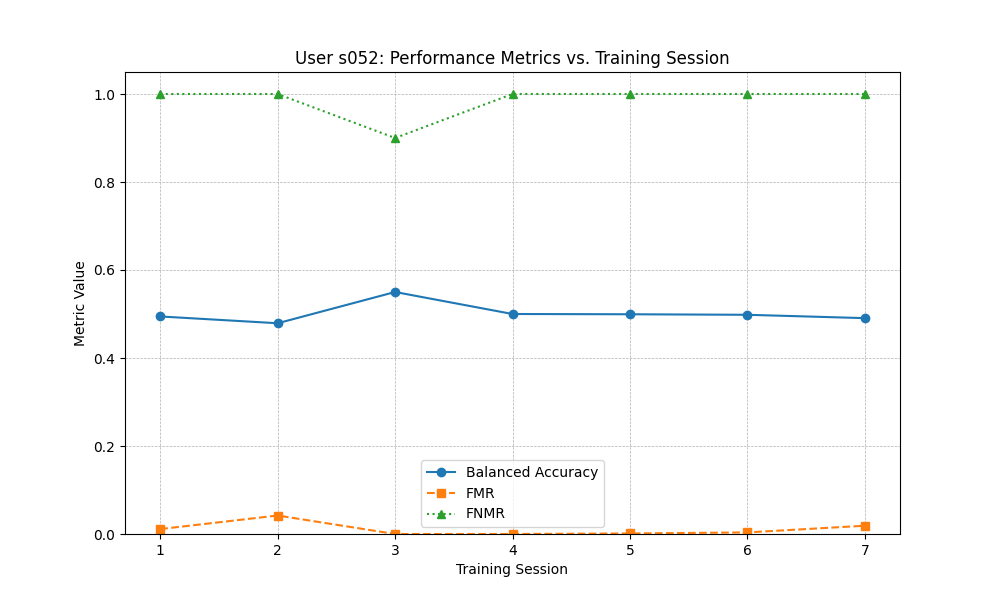 User s052: Performance Metrics vs. Training Session
Metric Value
1.0
0.8
0.6
0.4
0.2
0.0
Balanced Accuracy
FMR
FNMR
1 2 3 4 5 6 7
Training Session